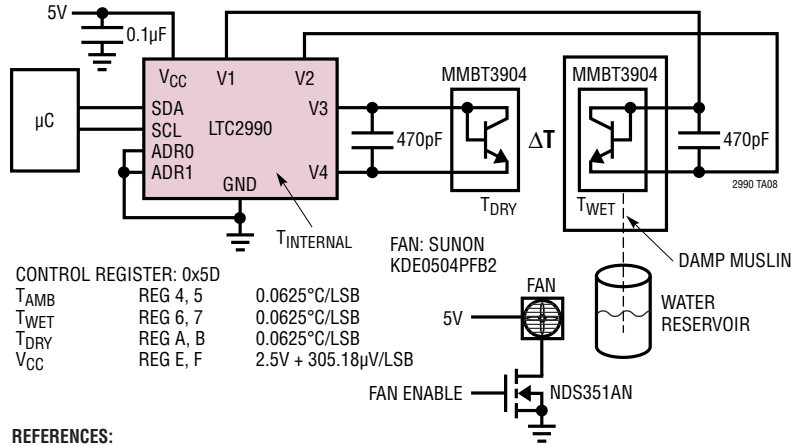 5V
0.1µF
VCC
V1
V2
MMBT3904
MMBT3904
µC
SDA
SCL
ADR0
ADR1
LTC2990
V3
V4
GND
470pF
ΔT
470pF
2990 TA08
TDRY
TWET
TINTERNAL
FAN: SUNON
KDE0504PFB2
DAMP MUSLIN
WATER
RESERVOIR
CONTROL REGISTER: 0x5D
TAMB REG 4, 5 0.0625°C/LSB
TWET REG 6, 7 0.0625°C/LSB
TDRY REG A, B 0.0625°C/LSB
VCC REG E, F 2.5V + 305.18µV/LSB
FAN
5V
FAN ENABLE
NDS351AN
REFERENCES: